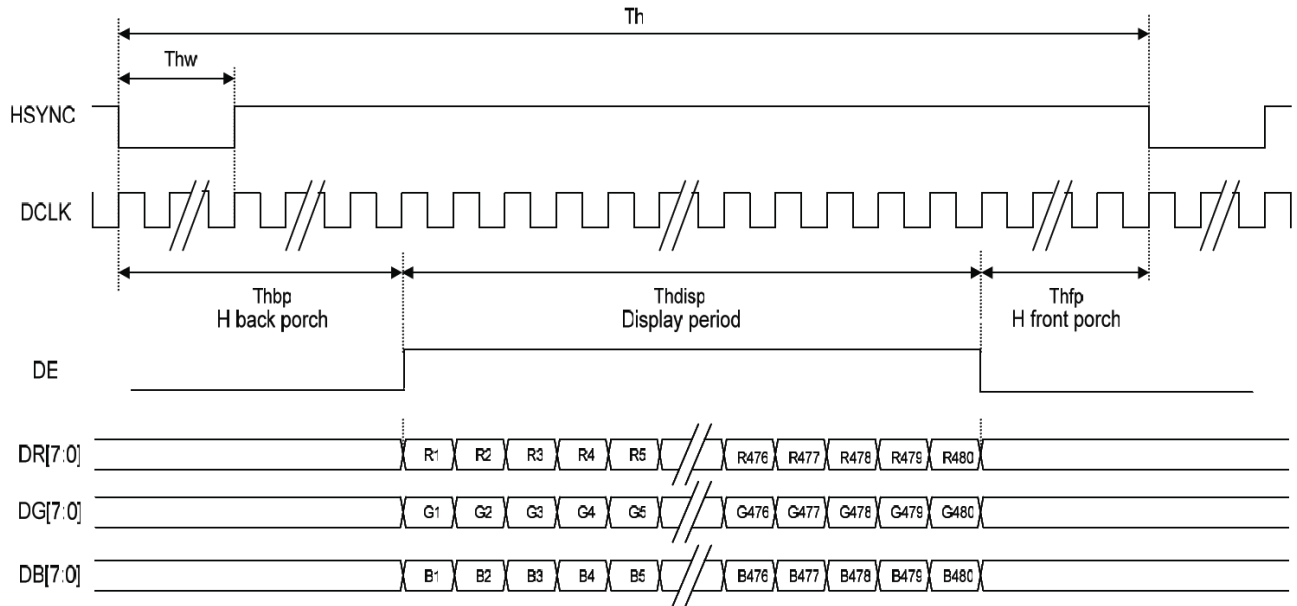 Th
Thw
HSYNC
DCLK
Thbp
H back porch
Thdisp
Display period
Thfp
H front porch
DE
DR[7:0] R1 R2 R3 R4 R5 R476 R477 R478 R479 R480
DG[7:0] G1 G2 G3 G4 G5 G476 G477 G478 G479 G480
DB[7:0] B1 B2 B3 B4 B5 B476 B477 B478 B479 B480